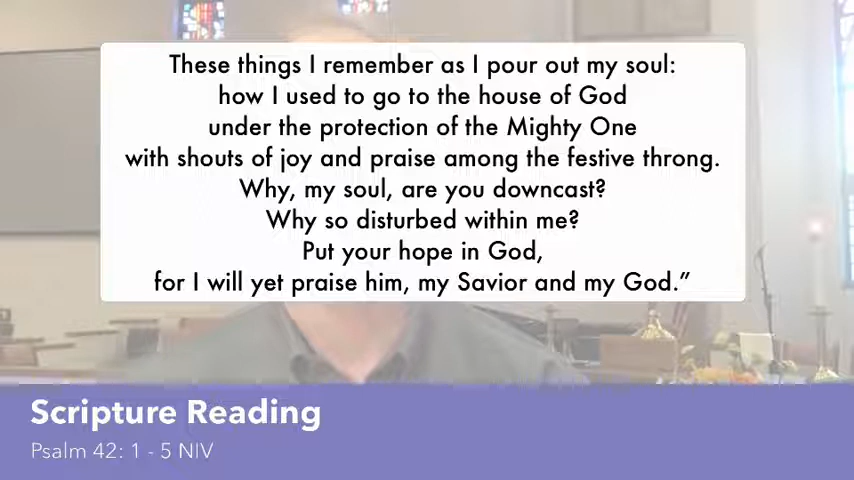 These things I remember as I pour out my soul:
how I used to go to the house of God
under the protection of the Mighty One
with shouts of joy and praise among the festive throng.
Why, my soul, are you downcast?
Why so disturbed within me?
Put your hope in God,
for I will yet praise him, my Savior and my God.”
Scripture Reading
Psalm 42: 1 - 5 NIV